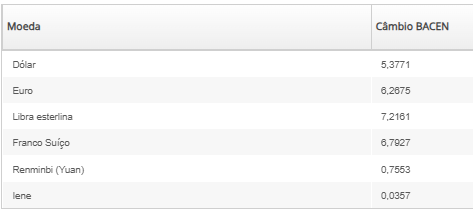 Moeda Câmbio BACEN
Dólar 5,3771
Euro 6,2675
Libra esterlina 7,2161
Franco Suíço 6,7927
Renminbi (Yuan) 0,7553
Iene 0,0357